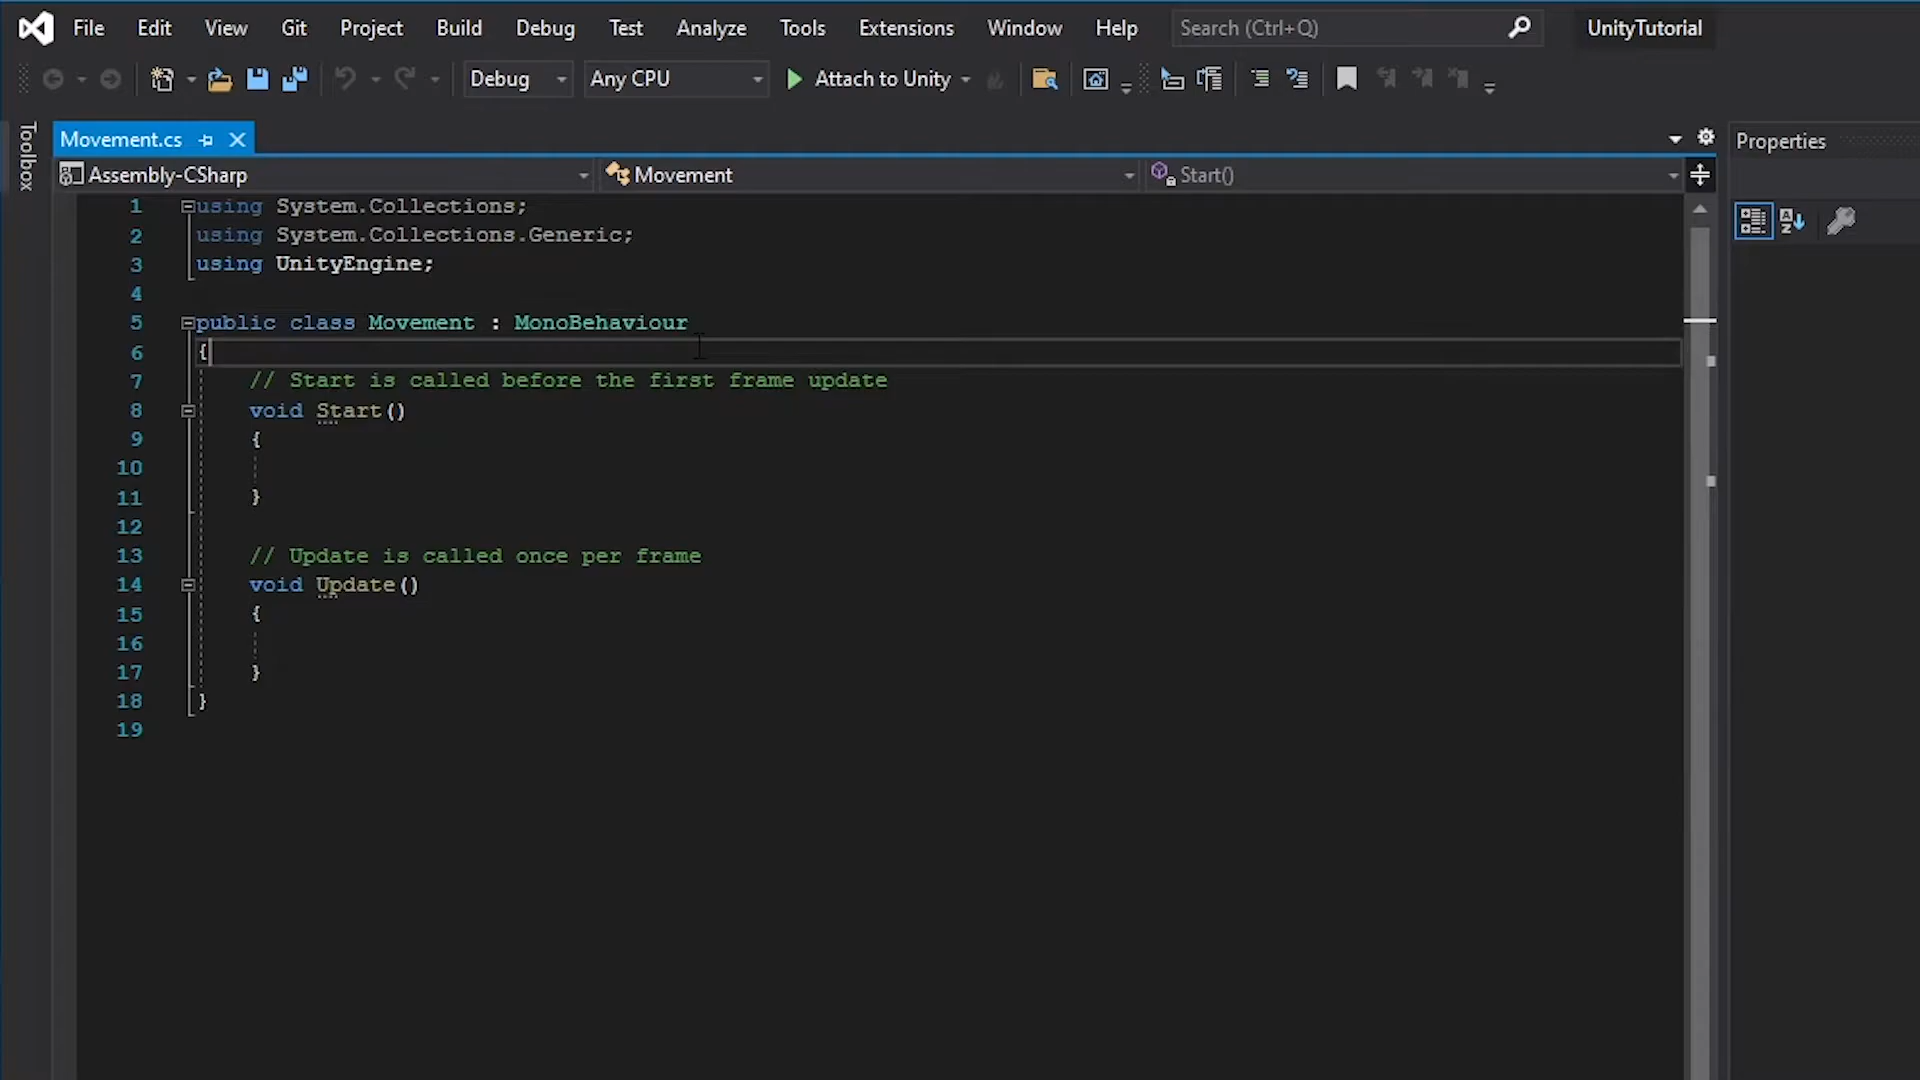 File Edit View Git Project Build Debug Test Analyze Tools Extensions Window Help Search (Ctrl+Q) UnityTutorial
Debug Any CPU Attach to Unity
Toolbox
Movement.cs
Properties
Assembly-CSharp Movement Start()
1 using System.Collections;
2 using System.Collections.Generic;
3 using UnityEngine;
4
5 public class Movement : MonoBehaviour
6 {
7 // Start is called before the first frame update
8 void Start()
9 {
10
11 }
12
13 // Update is called once per frame
14 void Update()
15 {
16
17 }
18 }
19